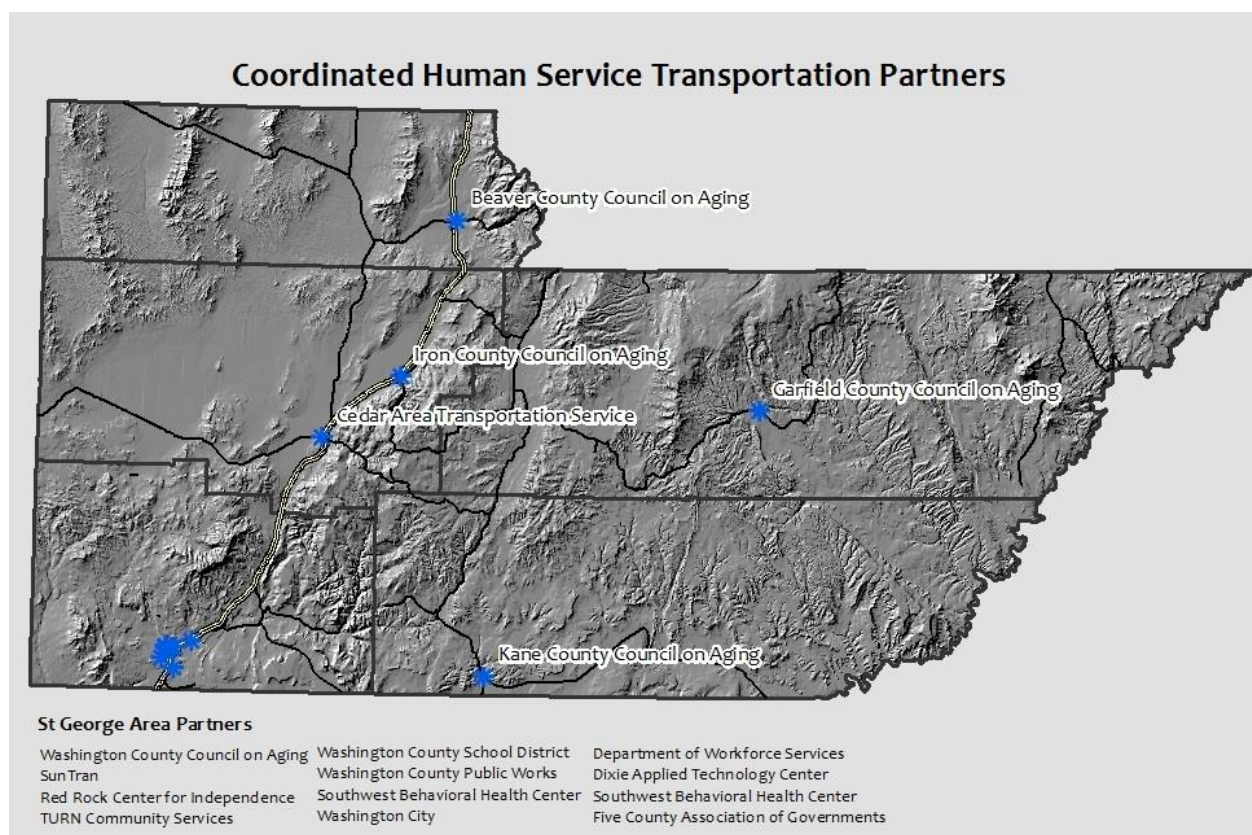 Coordinated Human Service Transportation Partners
Beaver County Council on Aging
Iron County Council on Aging
Garfield County Council on Aging
Cedar Area Transportation Service
Kane County Council on Aging
St George Area Partners
Washington County Council on Aging
SunTran
Red Rock Center for Independence
TURN Community Services
Washington County School District
Washington County Public Works
Southwest Behavioral Health Center
Washington City
Department of Workforce Services
Dixie Applied Technology Center
Southwest Behavioral Health Center
Five County Association of Governments